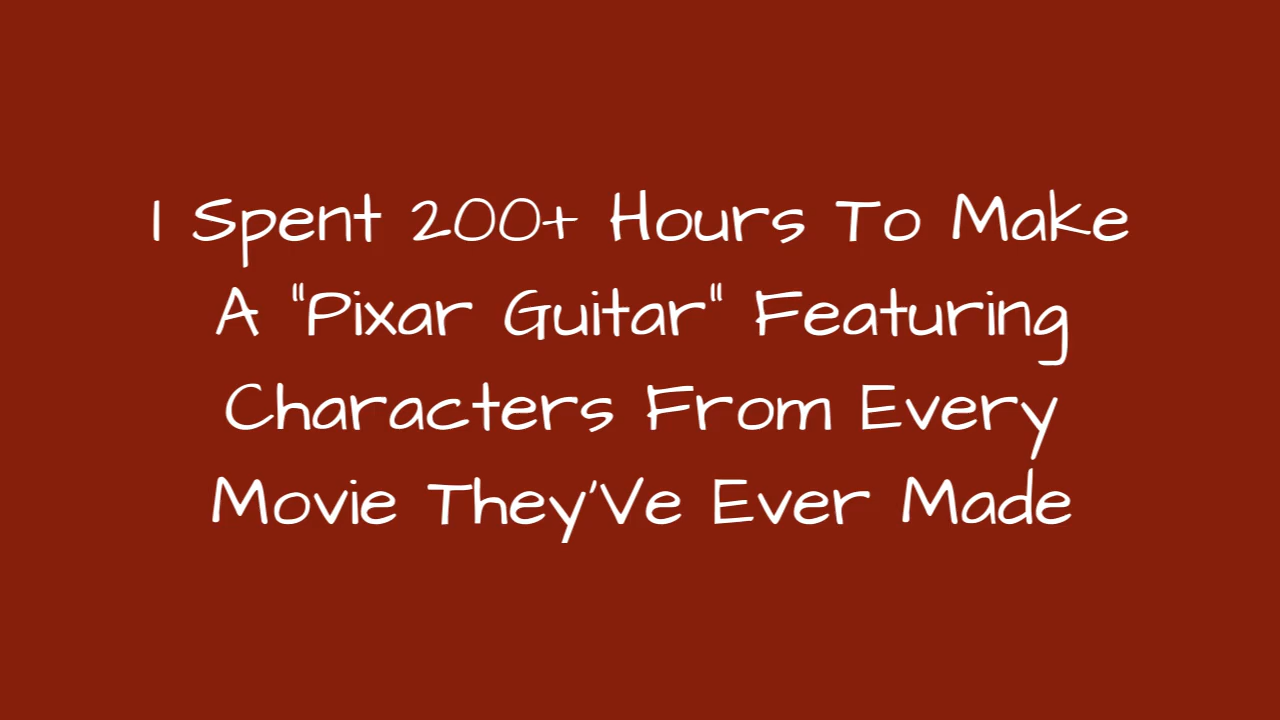 I Spent 200+ Hours To Make
A "Pixar Guitar" Featuring
Characters From Every
Movie They'Ve Ever Made